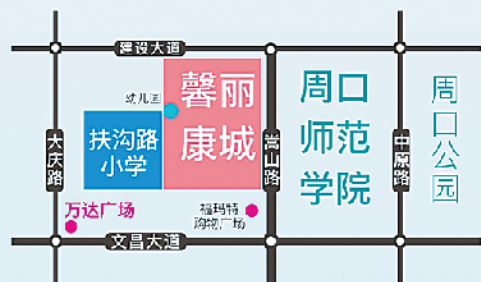 建设大道
幼儿园
馨丽
康城
扶沟路
小学
大庆路
嵩山路
周口
师范
学院
中原路
周口公园
万达广场
福玛特
购物广场
文昌大道